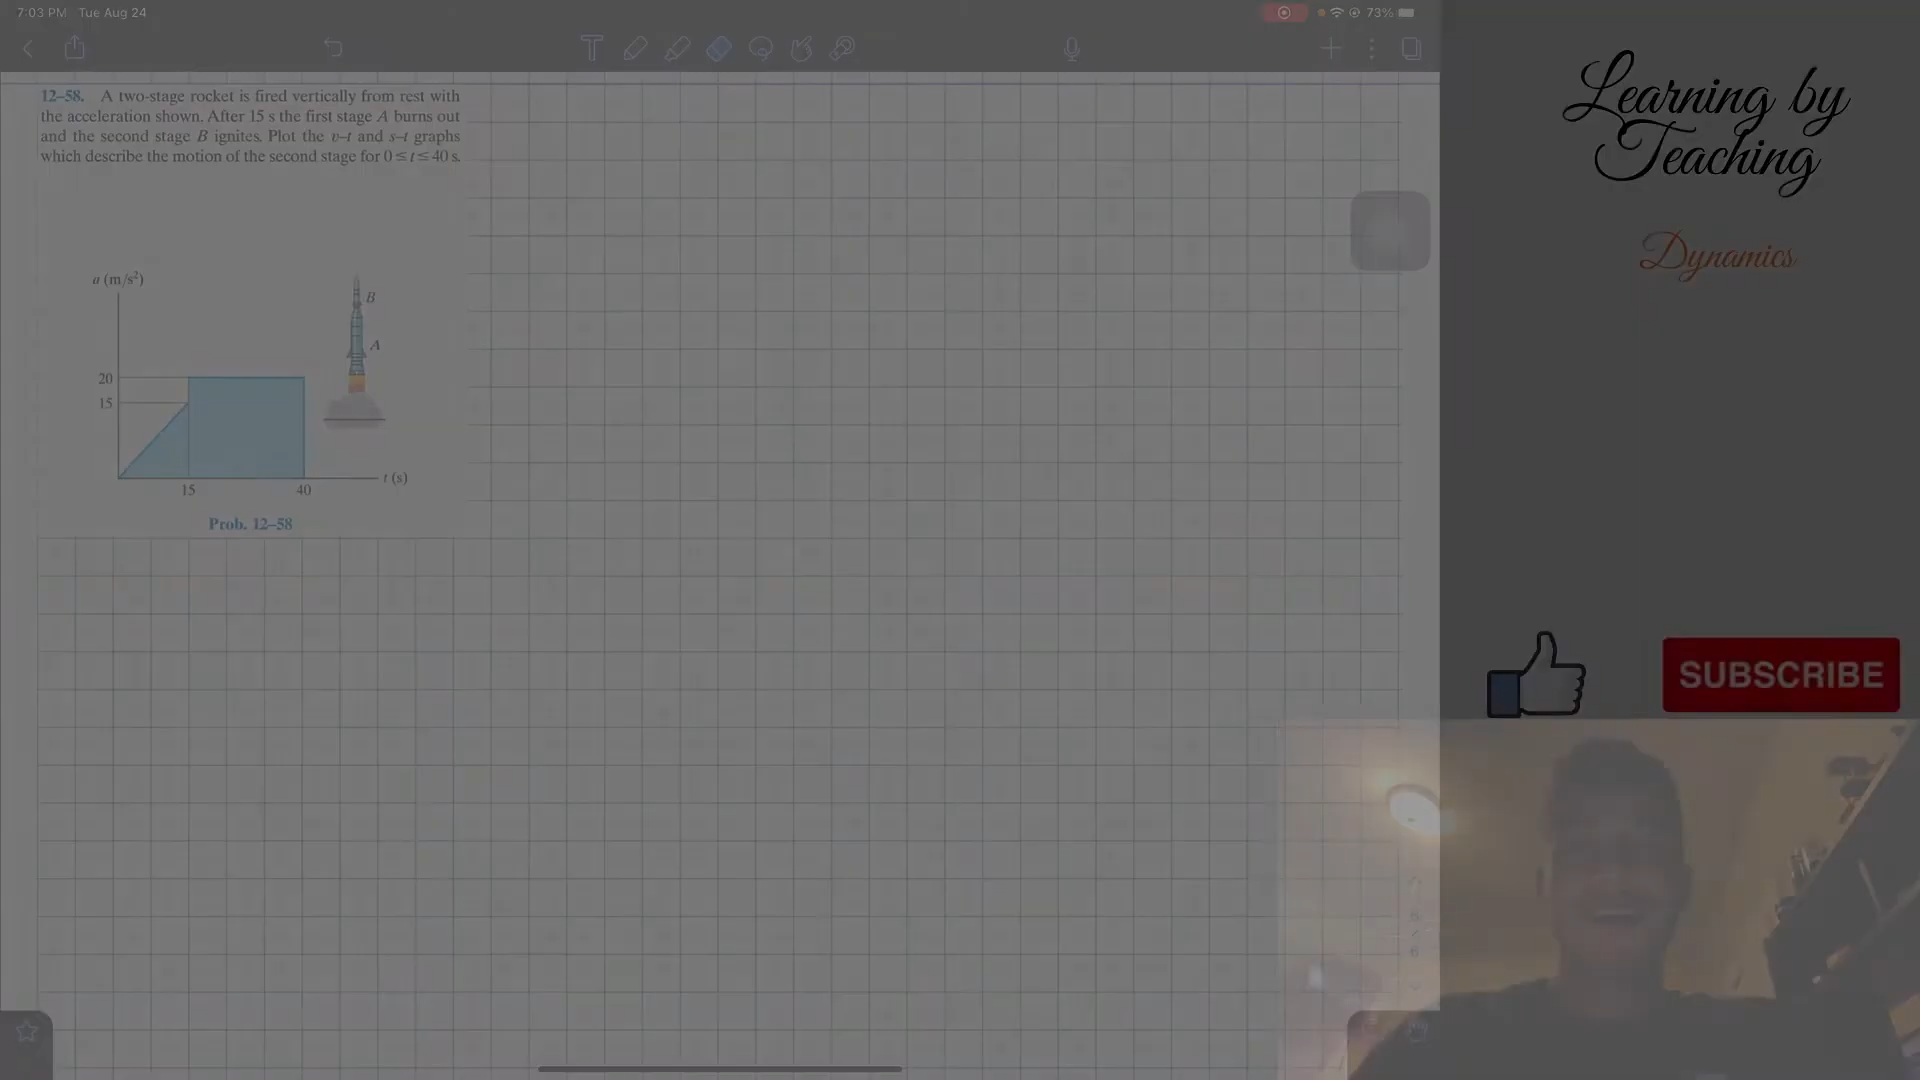 7:03 PM Tue Aug 24
73%
12–58. A two-stage rocket is fired vertically from rest with
the acceleration shown. After 15 s the first stage A burns out
and the second stage B ignites. Plot the v–t and s–t graphs
which describe the motion of the second stage for 0 ≤ t ≤ 40 s.
a (m/s²)
B
A
20
15
t (s)
15
40
Prob. 12–58
Learning by
Teaching
Dynamics
SUBSCRIBE